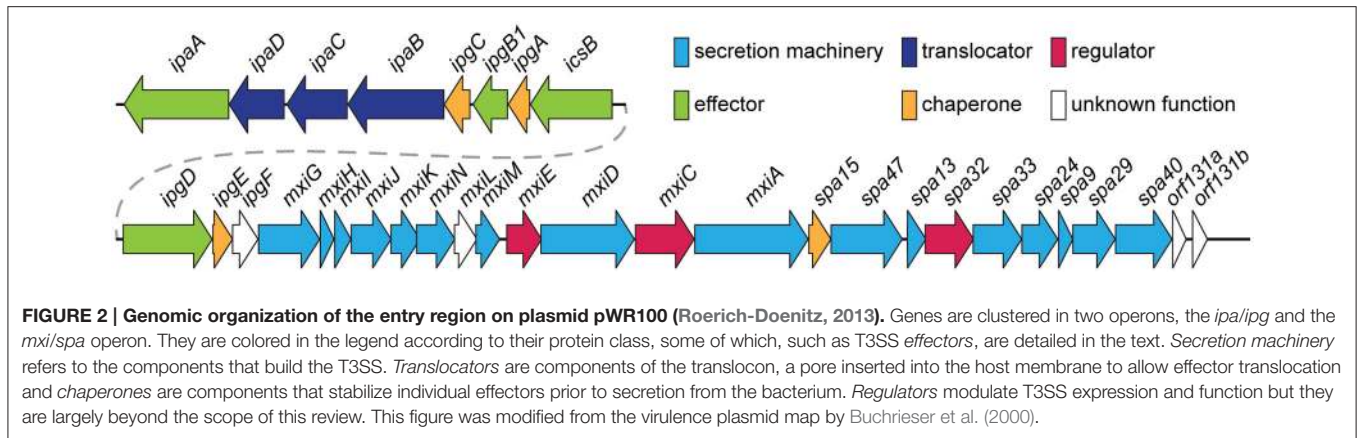 ipaA ipaD ipaC ipaB ipgC ipgB1 ipgA icsB
secretion machinery translocator regulator
effector chaperone unknown function
ipgD ipgE ipgF mxiG mxiH mxiI mxiJ mxiK mxiN mxiL mxiM mxiE mxiD mxiC mxiA spa15 spa47 spa13 spa32 spa33 spa24 spa9 spa29 spa40 orf131a orf131b
FIGURE 2 | Genomic organization of the entry region on plasmid pWR100 (Roerich-Doenitz, 2013). Genes are clustered in two operons, the ipa/ipg and the
mxi/spa operon. They are colored in the legend according to their protein class, some of which, such as T3SS effectors, are detailed in the text. Secretion machinery
refers to the components that build the T3SS. Translocators are components of the translocon, a pore inserted into the host membrane to allow effector translocation
and chaperones are components that stabilize individual effectors prior to secretion from the bacterium. Regulators modulate T3SS expression and function but they
are largely beyond the scope of this review. This figure was modified from the virulence plasmid map by Buchrieser et al. (2000).